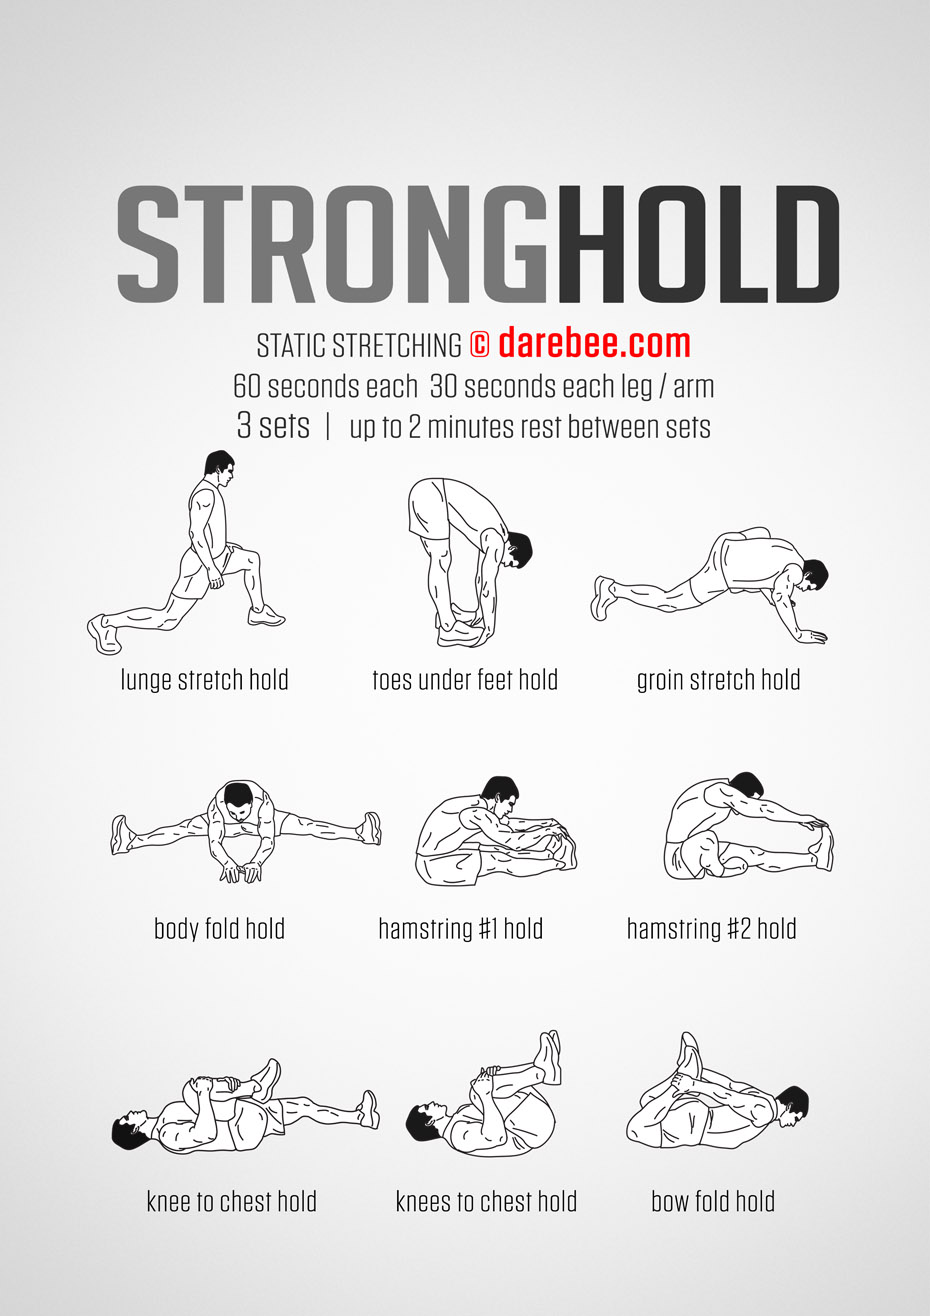 STRONGHOLD
STATIC STRETCHING © darebee.com
60 seconds each 30 seconds each leg / arm
3 sets | up to 2 minutes rest between sets
lunge stretch hold
toes under feet hold
groin stretch hold
body fold hold
hamstring #1 hold
hamstring #2 hold
knee to chest hold
knees to chest hold
bow fold hold